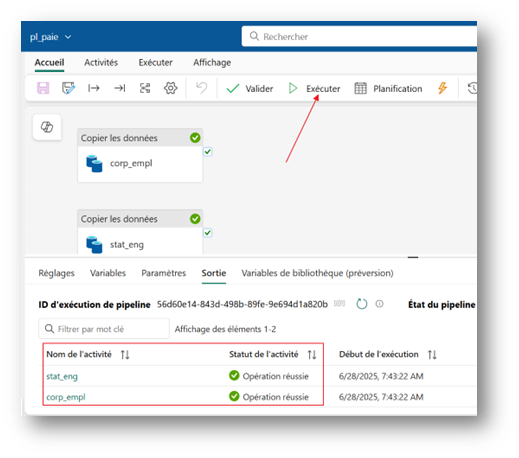 pl_paie
Rechercher
Accueil Activités Exécuter Affichage
Valider Exécuter Planification
Copier les données
corp_empl
Copier les données
stat_eng
Réglages Variables Paramètres Sortie Variables de bibliothèque (préversion)
ID d'exécution de pipeline 56d60e14-843d-498b-89fe-9e694d1a820b État du pipeline
Filtrer par mot clé Affichage des éléments 1-2
Nom de l'activité Statut de l'activité Début de l'exécution
stat_eng Opération réussie 6/28/2025, 7:43:22 AM
corp_empl Opération réussie 6/28/2025, 7:43:22 AM